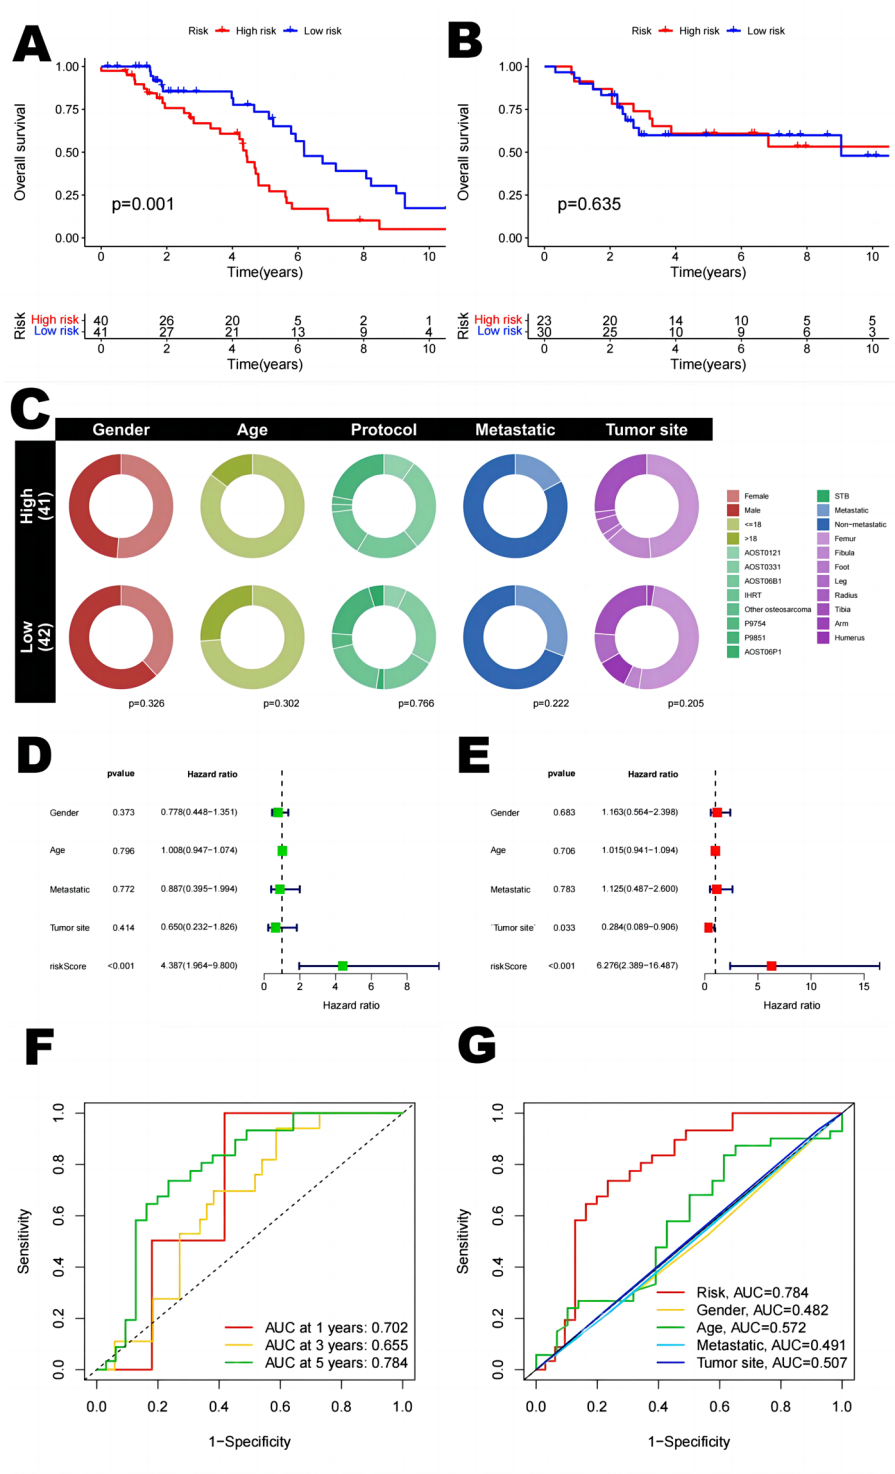 A
Risk High risk Low risk
Overall survival
1.00
0.75
0.50
0.25
0.00
p=0.001
0 2 4 6 8 10
Time(years)
Risk
High risk 40 26 20 5 2 1
Low risk 41 27 21 13 9 4
0 2 4 6 8 10
Time(years)
B
Risk High risk Low risk
Overall survival
1.00
0.75
0.50
0.25
0.00
p=0.635
0 2 4 6 8 10
Time(years)
Risk
High risk 23 20 14 10 6 5
Low risk 30 25 10 9 6 3
0 2 4 6 8 10
Time(years)
C
Gender Age Protocol Metastatic Tumor site
High
(41)
Low
(42)
p=0.326 p=0.302 p=0.766 p=0.222 p=0.205
Female
Male
<=18
>18
AOST0121
AOST0331
AOST06B1
IHRT
Other osteosarcoma
P9754
P9851
AOST06P1
STB
Metastatic
Non-metastatic
Femur
Fibula
Foot
Leg
Radius
Tibia
Arm
Humerus
D
pvalue Hazard ratio
Gender 0.373 0.778(0.448−1.351)
Age 0.796 1.008(0.947−1.074)
Metastatic 0.772 0.887(0.395−1.994)
Tumor site 0.414 0.650(0.232−1.826)
riskScore <0.001 4.387(1.964−9.800)
0 2 4 6 8
Hazard ratio
E
pvalue Hazard ratio
Gender 0.683 1.163(0.564−2.398)
Age 0.706 1.015(0.941−1.094)
Metastatic 0.783 1.125(0.487−2.600)
`Tumor site` 0.033 0.284(0.089−0.906)
riskScore <0.001 6.276(2.389−16.487)
0 5 10 15
Hazard ratio
F
Sensitivity
1.0
0.8
0.6
0.4
0.2
0.0
AUC at 1 years: 0.702
AUC at 3 years: 0.655
AUC at 5 years: 0.784
0.0 0.2 0.4 0.6 0.8 1.0
1−Specificity
G
Sensitivity
1.0
0.8
0.6
0.4
0.2
0.0
Risk, AUC=0.784
Gender, AUC=0.482
Age, AUC=0.572
Metastatic, AUC=0.491
Tumor site, AUC=0.507
0.0 0.2 0.4 0.6 0.8 1.0
1−Specificity